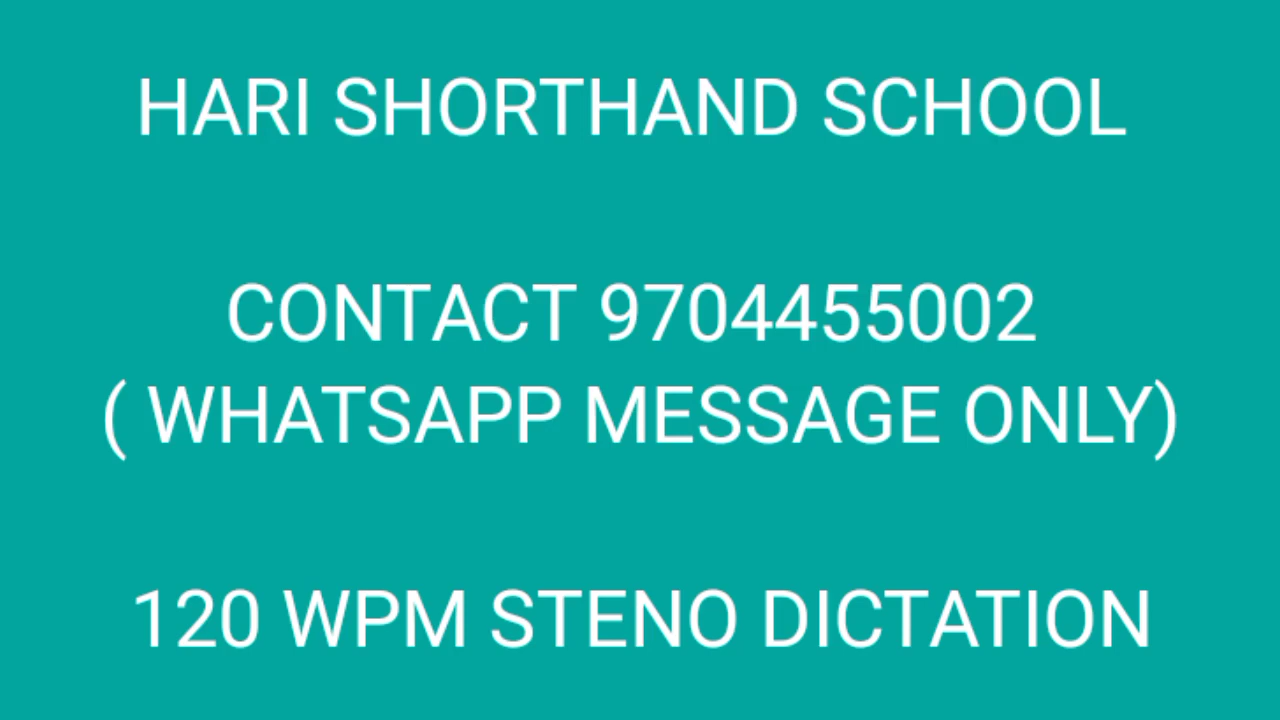 HARI SHORTHAND SCHOOL
CONTACT 9704455002
( WHATSAPP MESSAGE ONLY)
120 WPM STENO DICTATION